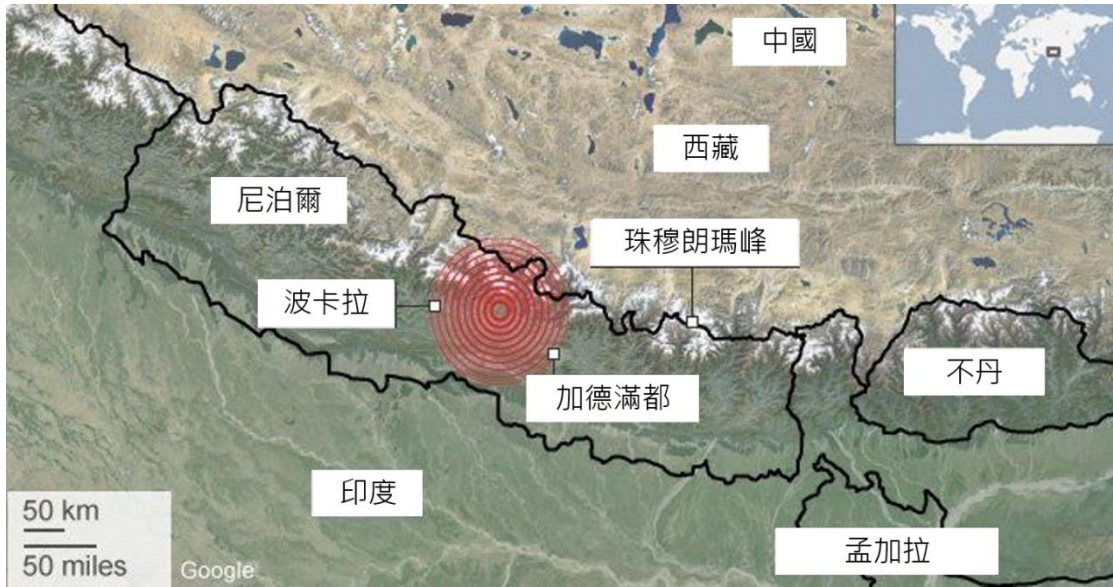 中國
西藏
尼泊爾
珠穆朗瑪峰
波卡拉
不丹
加德滿都
印度
孟加拉
50 km
50 miles
Google